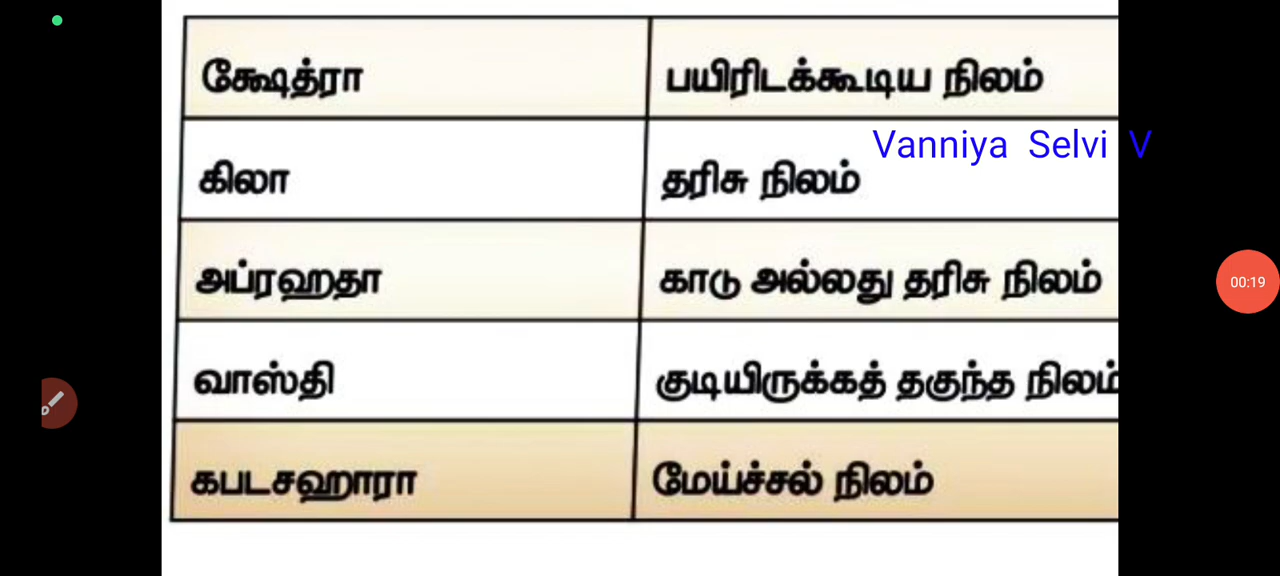 க்ஷேத்ரா பயிரிடக்கூடிய நிலம்
Vanniya Selvi V
கிலா தரிசு நிலம்
அப்ரஹதா காடு அல்லது தரிசு நிலம்
வாஸ்தி குடியிருக்கத் தகுந்த நிலம்
கபடசஹாரா மேய்ச்சல் நிலம்
00:19